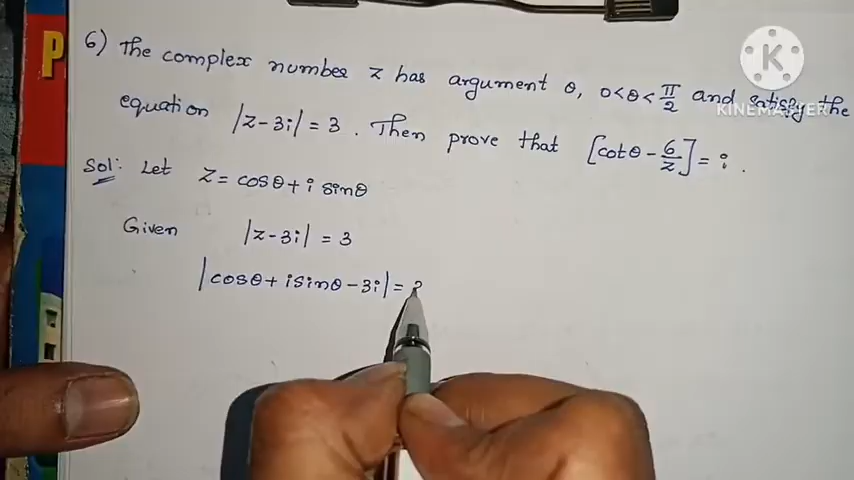 P
K
KINEMASTER
6) The complex number z has argument θ, 0<θ<π/2 and satisfy the
equation |z-3i| = 3. Then prove that [cotθ - 6/z] = i.
Sol: Let z = cosθ + i sinθ
Given |z-3i| = 3
|cosθ + i sinθ - 3i| =